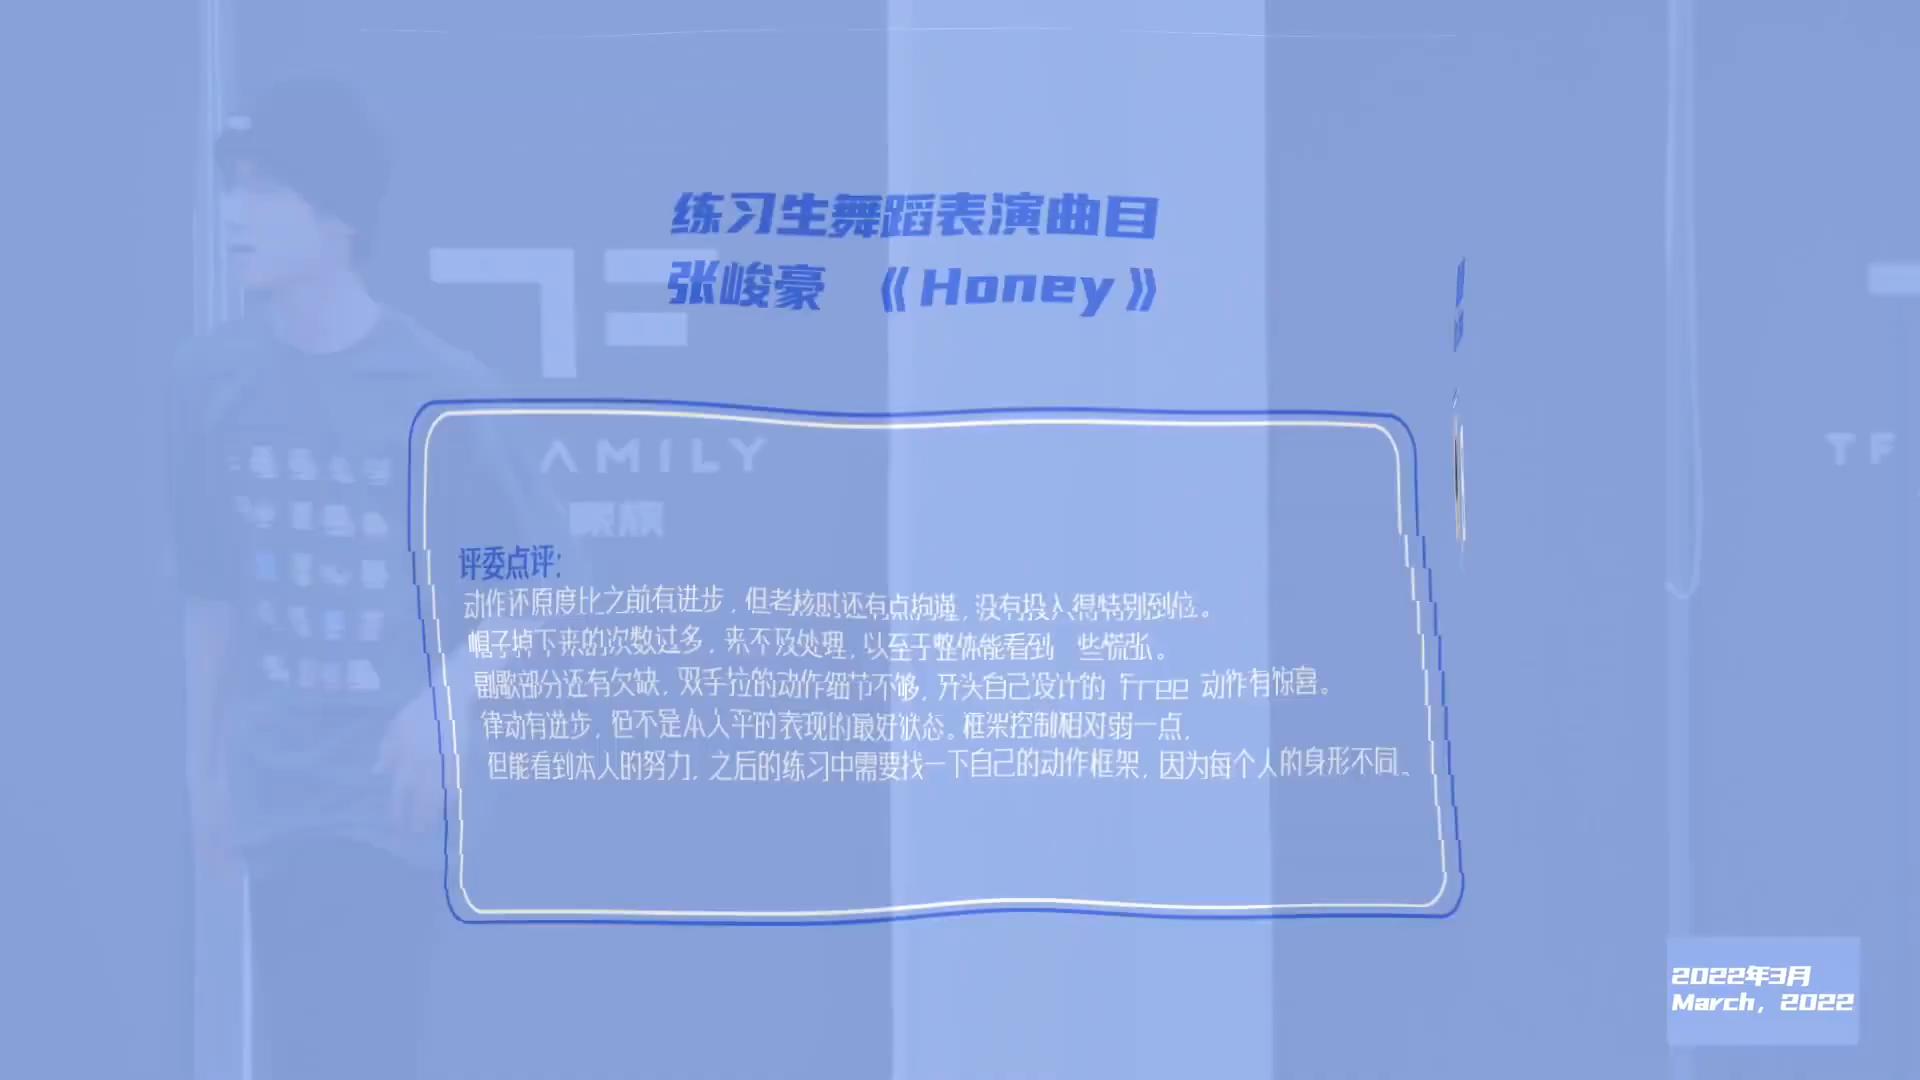 练习生舞蹈表演曲目
张峻豪 《Honey》
AMILY
家族
评委点评:
动作还原度比之前有进步，但考核时还有点拘谨，没有投入得特别到位。
帽子掉下来的次数过多，来不及处理，以至于整体能看到一些慌张。
副歌部分还有欠缺，双手拉的动作细节不够，开头自己设计的 free 动作有惊喜。
律动有进步，但不是本人平时表现的最好状态。框架控制相对弱一点，
但能看到本人的努力，之后的练习中需要找一下自己的动作框架，因为每个人的身形不同。
TF
2022年3月
March, 2022